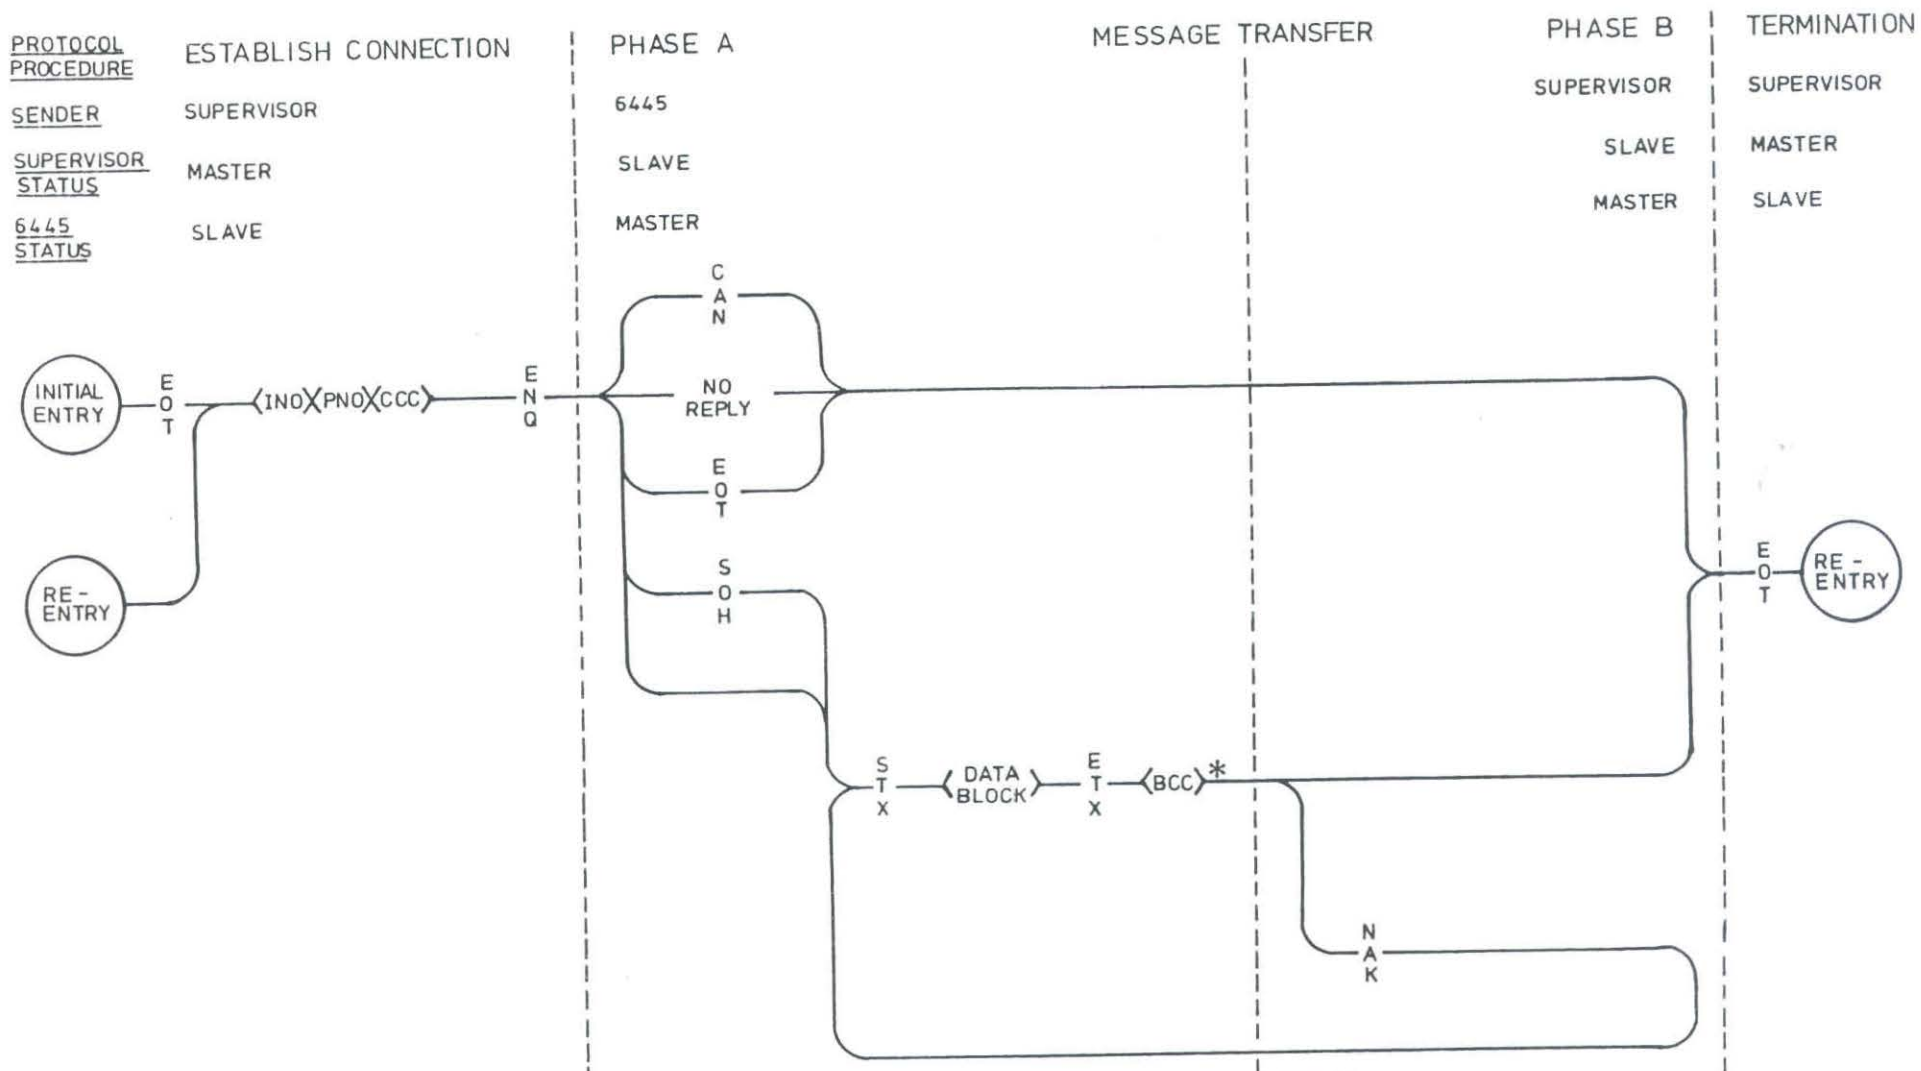 PROTOCOL
PROCEDURE
ESTABLISH CONNECTION
PHASE A
MESSAGE TRANSFER
PHASE B
TERMINATION
SENDER
SUPERVISOR
6445
SUPERVISOR
SUPERVISOR
SUPERVISOR
STATUS
MASTER
SLAVE
SLAVE
MASTER
6445
STATUS
SLAVE
MASTER
MASTER
SLAVE
CAN
INITIAL
ENTRY
EOT
<INO><PNO><CCC>
ENQ
NO
REPLY
EOT
RE-
ENTRY
SOH
STX
<DATA
BLOCK>
ETX
<BCC>*
NAK
EOT
RE-
ENTRY